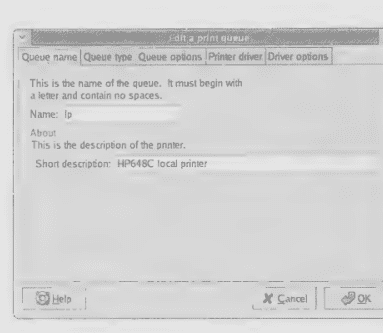 Edit a print queue
Queue name Queue type Queue options Printer driver Driver options
This is the name of the queue. It must begin with
a letter and contain no spaces.
Name: lp
About
This is the description of the printer.
Short description: HP648C local printer
Help Cancel OK